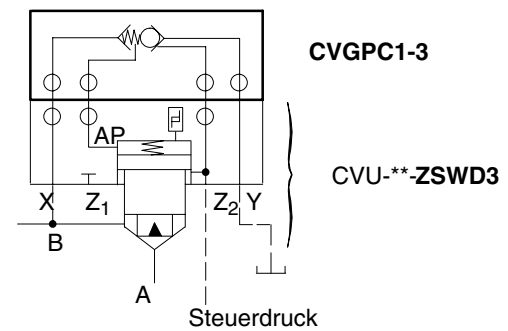 CVGPC1-3
AP
CVU-**-ZSWD3
X Z1 Z2 Y
B
A
Steuerdruck